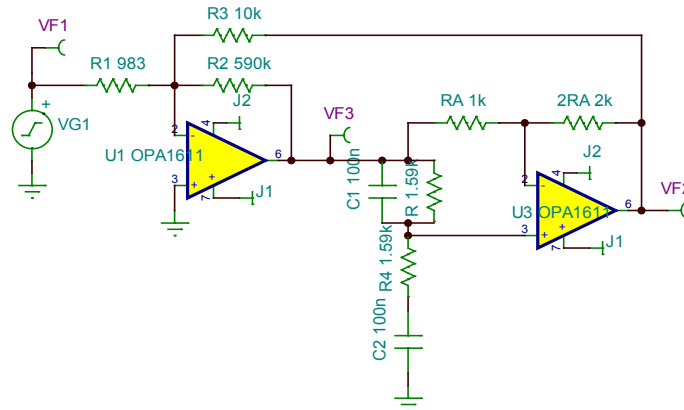 R3 10k
VF1
R1 983
R2 590k
J2
RA 1k
2RA 2k
VG1
+
2
-
4
U1 OPA1611
6
VF3
3
+
+
7
J1
C1 100n
R 1.59k
2
-
4
J2
U3 OPA1611
6
VF2
3
+
+
7
J1
R4 1.59k
C2 100n